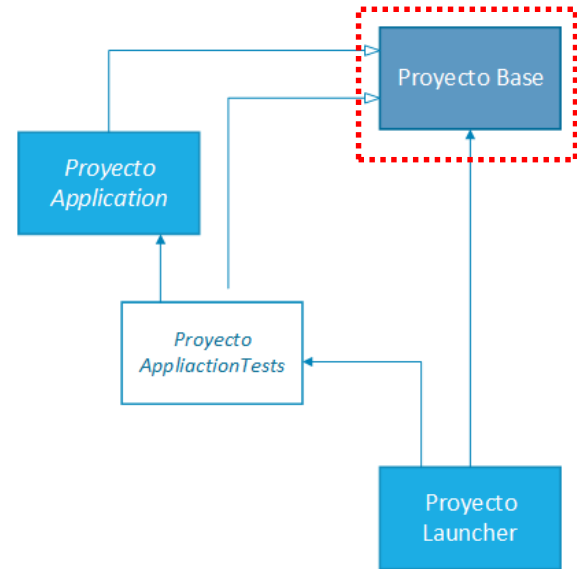 Proyecto Base
Proyecto
Application
Proyecto
AppliactionTests
Proyecto
Launcher